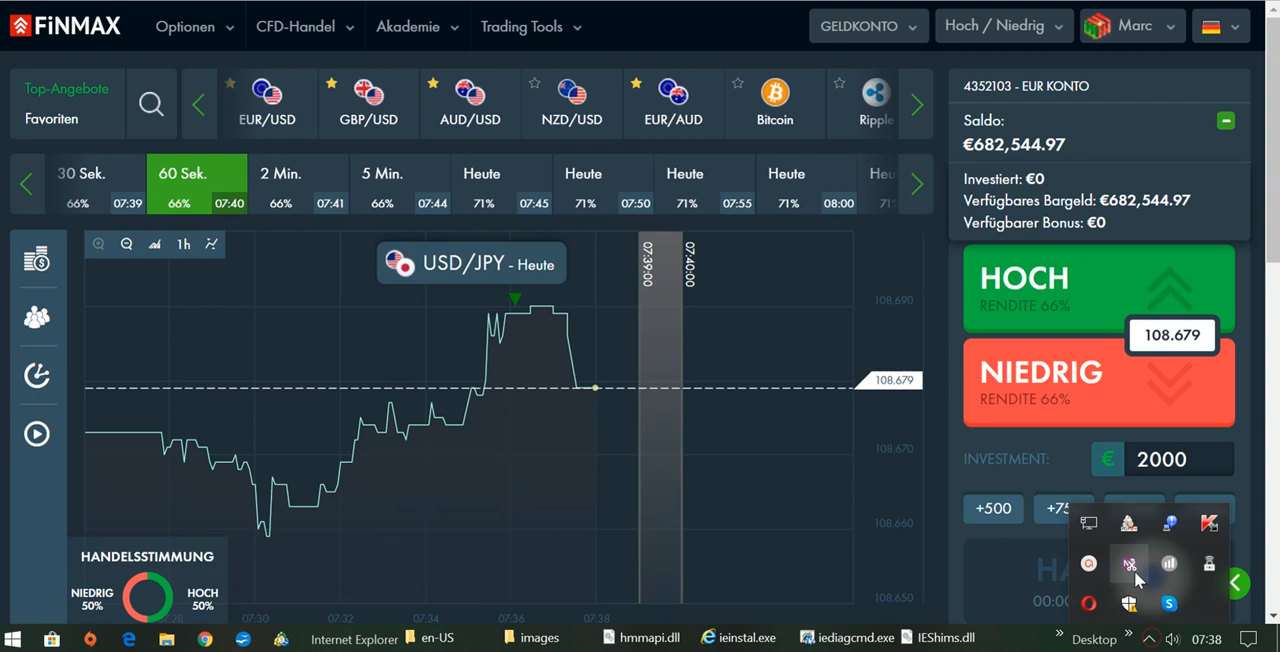 FiNMAX
Optionen
CFD-Handel
Akademie
Trading Tools
GELDKONTO
Hoch / Niedrig
Marc
Top-Angebote
Favoriten
EUR/USD
GBP/USD
AUD/USD
NZD/USD
EUR/AUD
Bitcoin
Ripple
4352103 - EUR KONTO
Saldo:
€682,544.97
Investiert: €0
Verfügbares Bargeld: €682,544.97
Verfügbarer Bonus: €0
30 Sek.
66% 07:39
60 Sek.
66% 07:40
2 Min.
66% 07:41
5 Min.
66% 07:44
Heute
71% 07:45
Heute
71% 07:50
Heute
71% 07:55
Heute
71% 08:00
1h
USD/JPY - Heute
07:39:00
07:40:00
108.690
108.679
108.670
108.660
108.650
HOCH
RENDITE 66%
108.679
NIEDRIG
RENDITE 66%
INVESTMENT: € 2000
+500
HANDELSSTIMMUNG
NIEDRIG
50%
HOCH
50%
07:28
07:30
07:32
07:34
07:36
07:38
Internet Explorer
en-US
images
hmmapi.dll
ieinstal.exe
iediagcmd.exe
IEShims.dll
Desktop
07:38